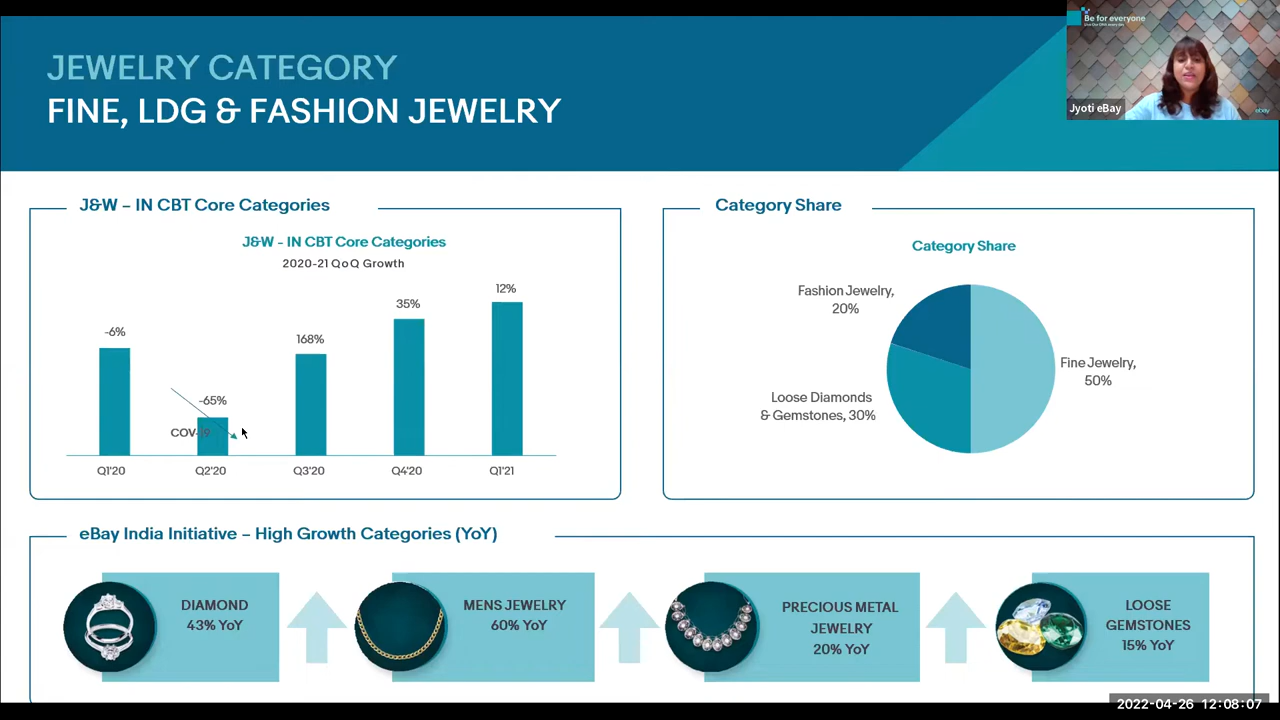 JEWELRY CATEGORY
FINE, LDG & FASHION JEWELRY
Be for everyone
Jyoti eBay
ebay
J&W – IN CBT Core Categories
J&W - IN CBT Core Categories
2020-21 QoQ Growth
-6%
-65%
168%
35%
12%
COV-19
Q1'20
Q2'20
Q3'20
Q4'20
Q1'21
Category Share
Category Share
Fashion Jewelry,
20%
Fine Jewelry,
50%
Loose Diamonds
& Gemstones, 30%
eBay India Initiative – High Growth Categories (YoY)
DIAMOND
43% YoY
MENS JEWELRY
60% YoY
PRECIOUS METAL
JEWELRY
20% YoY
LOOSE
GEMSTONES
15% YoY
2022-04-26 12:08:07